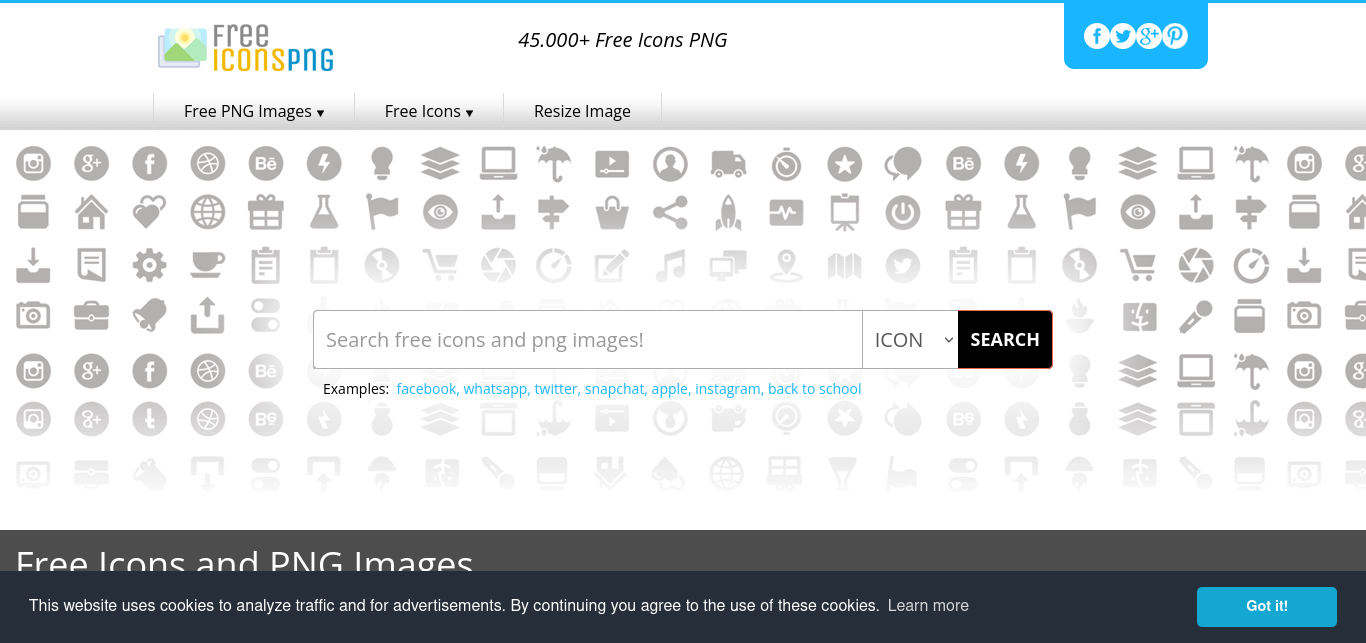 Free
iconsPNG
45.000+ Free Icons PNG
Free PNG Images ▾
Free Icons ▾
Resize Image
Search free icons and png images!
ICON
SEARCH
Examples: facebook, whatsapp, twitter, snapchat, apple, instagram, back to school
Free Icons and PNG Images
This website uses cookies to analyze traffic and for advertisements. By continuing you agree to the use of these cookies. Learn more
Got it!